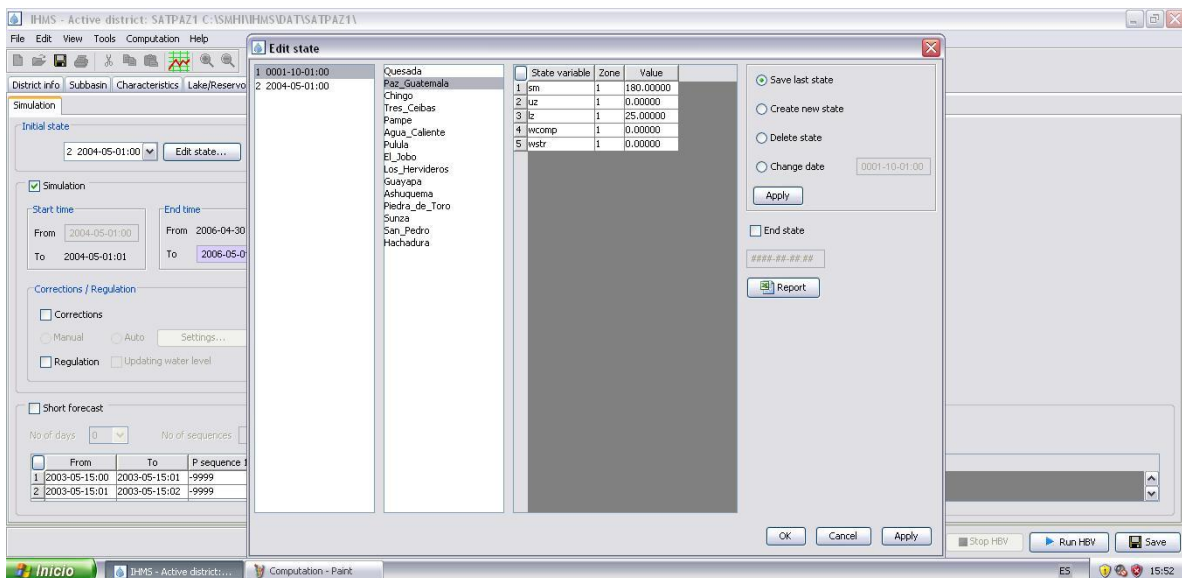 IHMS - Active district: SATPAZ1 C:\SMHI\IHMS\DAT\SATPAZ1\
File Edit View Tools Computation Help
District info Subbasin Characteristics Lake/Reservo
Simulation
Initial state
2 2004-05-01:00 Edit state...
Simulation
Start time End time
From 2004-05-01:00 From 2006-04-30
To 2004-05-01:01 To 2006-05-0
Corrections / Regulation
Corrections
Manual Auto Settings...
Regulation Updating water level
Short forecast
No of days 0 No of sequences
From To P sequence 1
1 2003-05-15:00 2003-05-15:01 -9999
2 2003-05-15:01 2003-05-15:02 -9999
Edit state
1 0001-10-01:00
2 2004-05-01:00
Quesada
Paz_Guatemala
Chingo
Tres_Ceibas
Pampe
Agua_Caliente
Pulula
El_Jobo
Los_Hervideros
Guayapa
Ashuquema
Piedra_de_Toro
Sunza
San_Pedro
Hachadura
State variable Zone Value
1 sm 1 180.00000
2 uz 1 0.00000
3 lz 1 25.00000
4 wcomp 1 0.00000
5 wstr 1 0.00000
Save last state
Create new state
Delete state
Change date 0001-10-01:00
Apply
End state
####-##-##:##
Report
OK Cancel Apply
Stop HBV Run HBV Save
Inicio IHMS - Active district:... Computation - Paint ES 15:52